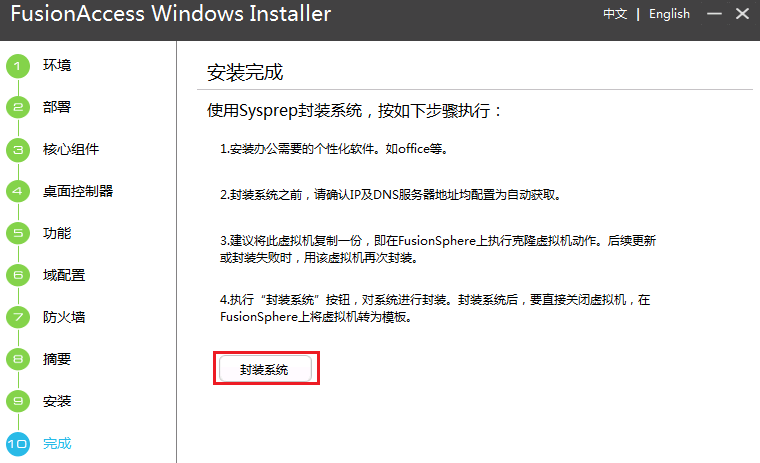 FusionAccess Windows Installer
中文 | English
1 环境
2 部署
3 核心组件
4 桌面控制器
5 功能
6 域配置
7 防火墙
8 摘要
9 安装
10 完成
安装完成
使用Sysprep封装系统，按如下步骤执行：
1.安装办公需要的个性化软件。如office等。
2.封装系统之前，请确认IP及DNS服务器地址均配置为自动获取。
3.建议将此虚拟机复制一份，即在FusionSphere上执行克隆虚拟机动作。后续更新
或封装失败时，用该虚拟机再次封装。
4.执行“封装系统”按钮，对系统进行封装。封装系统后，要直接关闭虚拟机，在
FusionSphere上将虚拟机转为模板。
封装系统